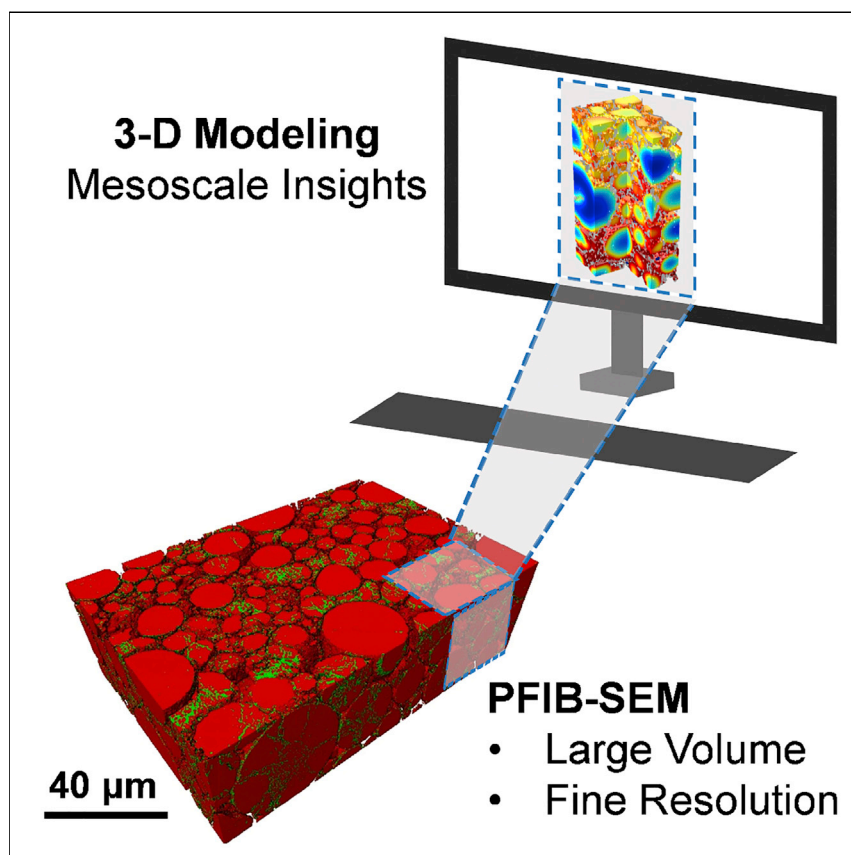 3-D Modeling
Mesoscale Insights
PFIB-SEM
• Large Volume
• Fine Resolution
40 μm